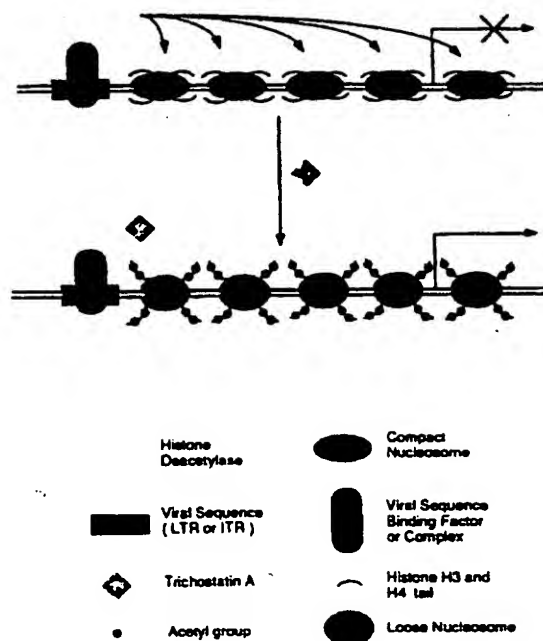 Histone
Deacetylase
Compact
Nucleosome
Viral Sequence
(LTR or ITR)
Viral Sequence
Binding Factor
or Complex
Trichostatin A
Histone H3 and
H4 tail
Acetyl group
Loose Nucleosome